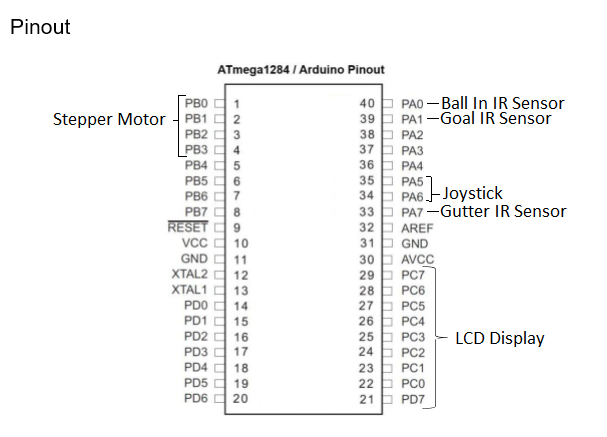 Pinout
ATmega1284 / Arduino Pinout
PB0 1 40 PA0 Ball In IR Sensor
Stepper Motor PB1 2 39 PA1 Goal IR Sensor
PB2 3 38 PA2
PB3 4 37 PA3
PB4 5 36 PA4
PB5 6 35 PA5
PB6 7 34 PA6 Joystick
PB7 8 33 PA7 Gutter IR Sensor
RESET 9 32 AREF
VCC 10 31 GND
GND 11 30 AVCC
XTAL2 12 29 PC7
XTAL1 13 28 PC6
PD0 14 27 PC5
PD1 15 26 PC4
PD2 16 25 PC3 LCD Display
PD3 17 24 PC2
PD4 18 23 PC1
PD5 19 22 PC0
PD6 20 21 PD7